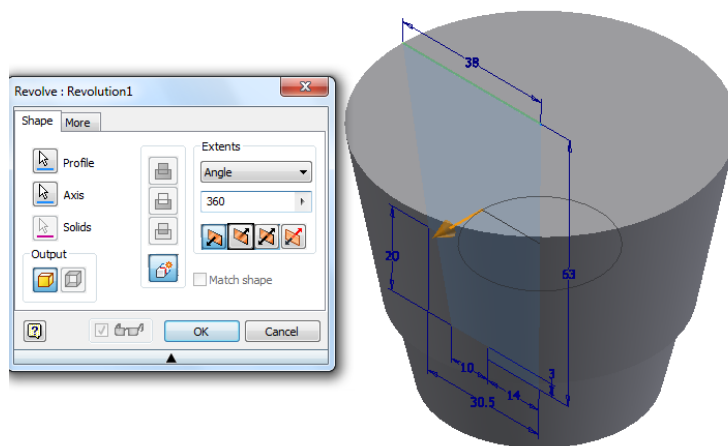 Revolve : Revolution1
Shape
More
Profile
Axis
Solids
Output
Extents
Angle
360
Match shape
?
OK
Cancel
38
20
63
10
14
3
30.5